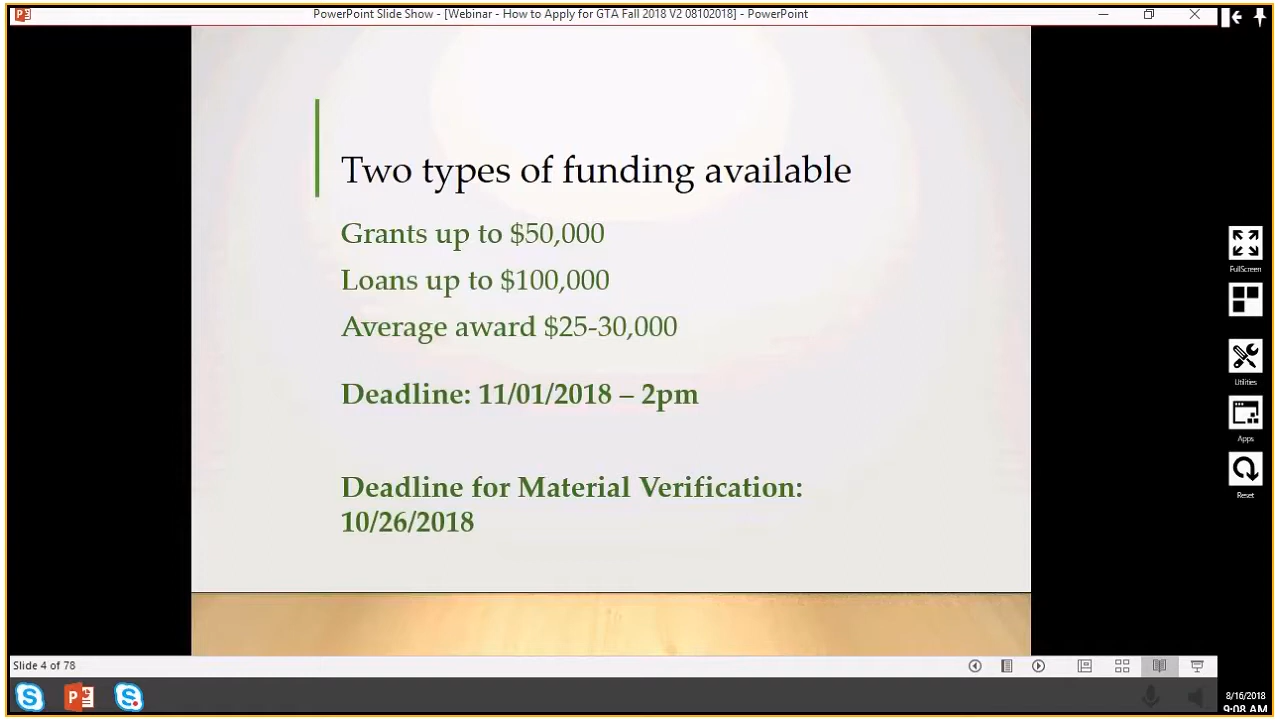 PowerPoint Slide Show - [Webinar - How to Apply for GTA Fall 2018 V2 08102018] - PowerPoint
Two types of funding available
Grants up to $50,000
Loans up to $100,000
Average award $25-30,000
Deadline: 11/01/2018 – 2pm
Deadline for Material Verification:
10/26/2018
FullScreen
Utilities
Apps
Reset
Slide 4 of 78
8/16/2018
9:08 AM